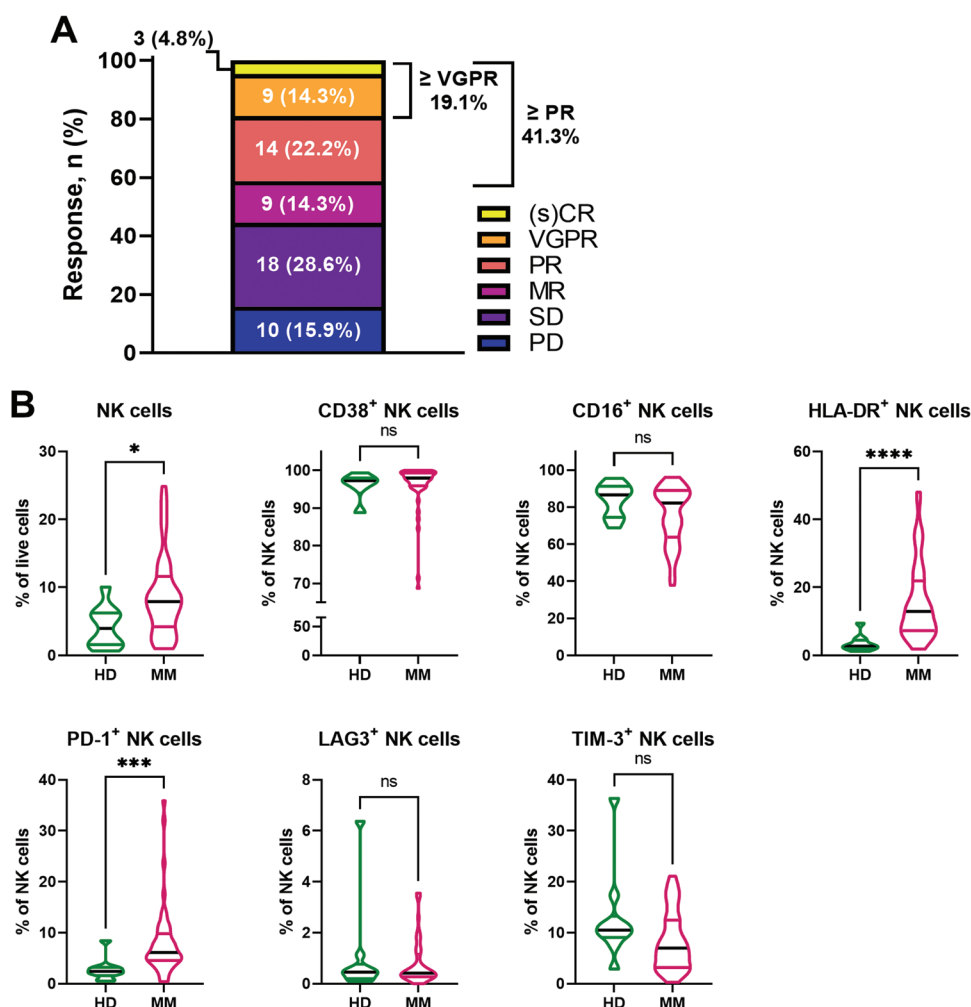 A
3 (4.8%)
Response, n (%)
100
80
60
40
20
0
9 (14.3%)
14 (22.2%)
9 (14.3%)
18 (28.6%)
10 (15.9%)
≥ VGPR
19.1%
≥ PR
41.3%
(s)CR
VGPR
PR
MR
SD
PD
B
NK cells
*
% of live cells
30
20
10
0
HD
MM
CD38⁺ NK cells
ns
% of NK cells
100
90
80
70
50
0
HD
MM
CD16⁺ NK cells
ns
% of NK cells
100
80
60
40
20
0
HD
MM
HLA-DR⁺ NK cells
****
% of NK cells
60
40
20
0
HD
MM
PD-1⁺ NK cells
***
% of NK cells
40
30
20
10
0
HD
MM
LAG3⁺ NK cells
ns
% of NK cells
8
6
4
2
0
HD
MM
TIM-3⁺ NK cells
ns
% of NK cells
40
30
20
10
0
HD
MM